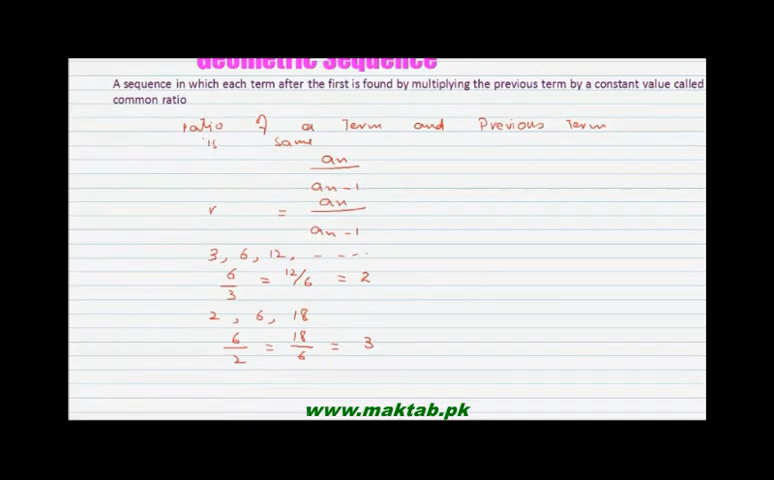 Geometric Sequence
A sequence in which each term after the first is found by multiplying the previous term by a constant value called
common ratio
ratio of a Term and Previous Term
is same
an
an-1
r = an
an-1
3, 6, 12, - - - ..
6/3 = 12/6 = 2
2, 6, 18
6/2 = 18/6 = 3
www.maktab.pk